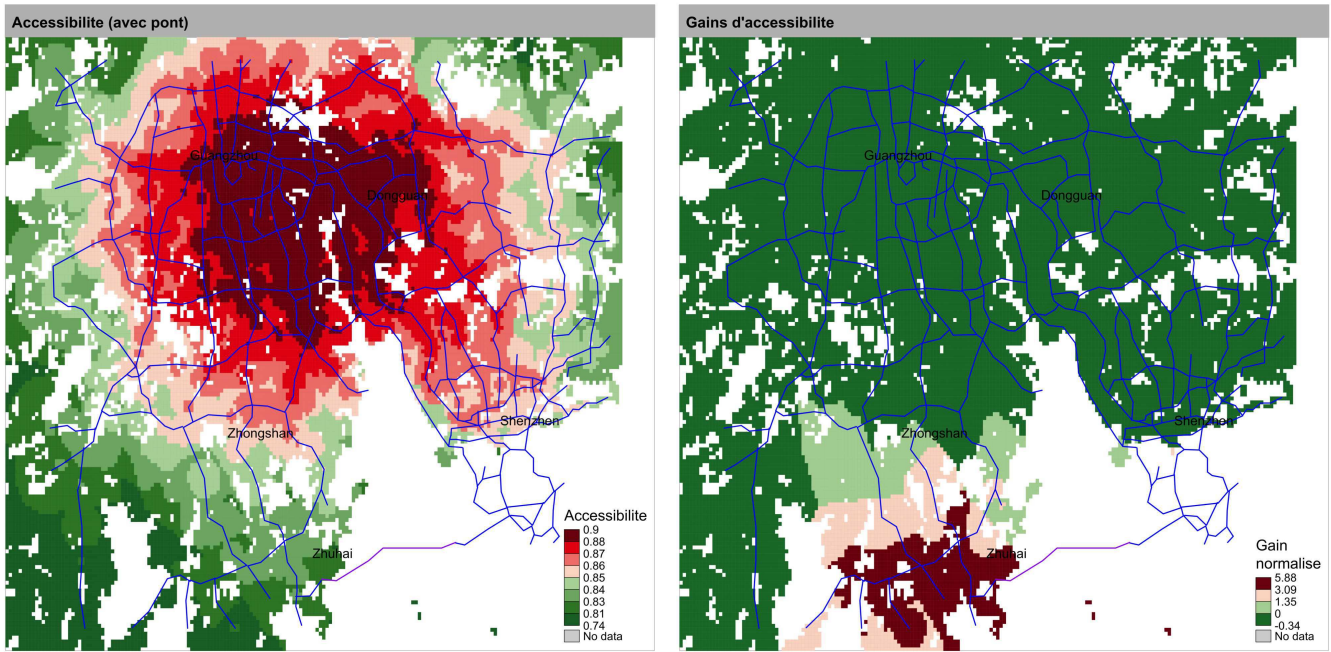 Accessibilite (avec pont)
Guangzhou
Dongguan
Zhongshan
Shenzhen
Zhuhai
Accessibilite
0.9
0.88
0.87
0.86
0.85
0.84
0.83
0.81
0.74
No data
Gains d'accessibilite
Guangzhou
Dongguan
Zhongshan
Shenzhen
Zhuhai
Gain
normalise
5.88
3.09
1.35
0
-0.34
No data